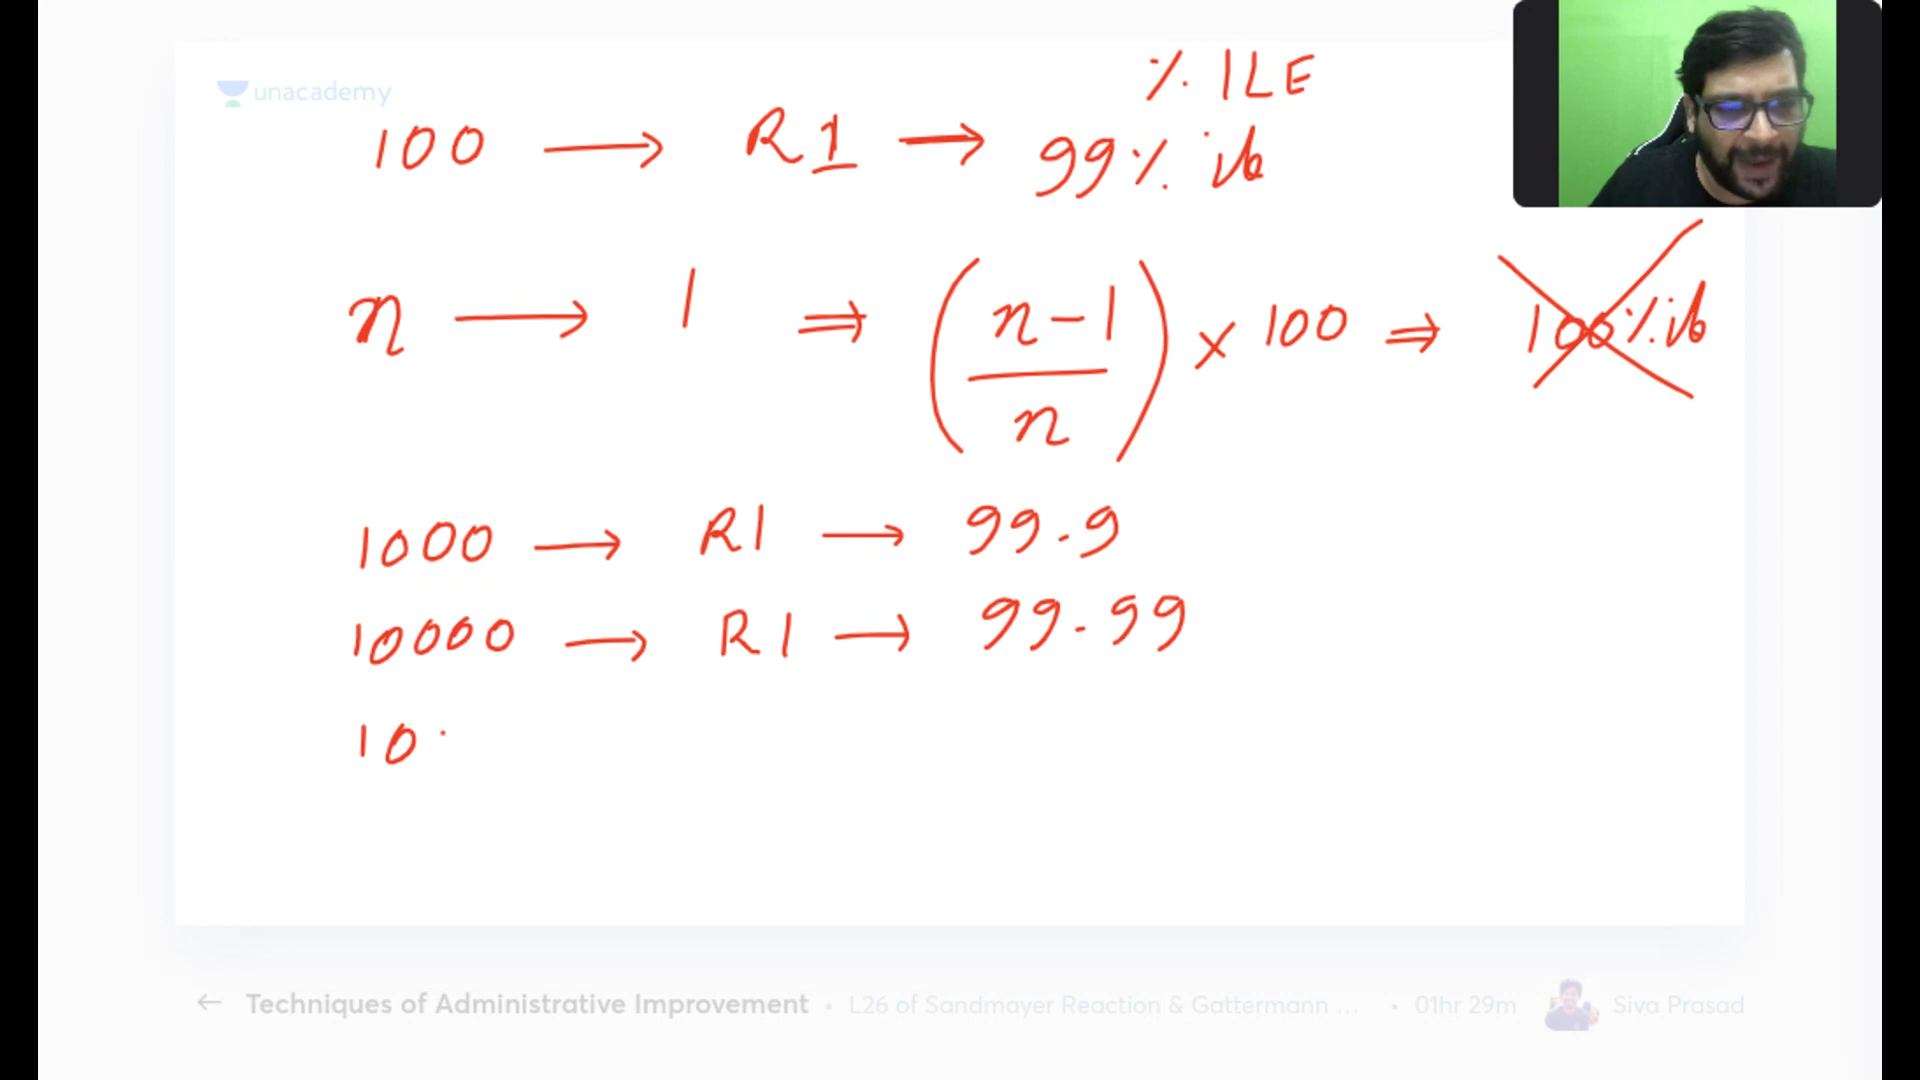 unacademy
% ILE
100 → R1 → 99% ile
n → 1 ⇒ (n-1/n) × 100 ⇒ 100% ile
1000 → R1 → 99.9
10000 → R1 → 99.99
10
← Techniques of Administrative Improvement • L26 of Sandmayer Reaction & Gattermann ... • 01hr 29m Siva Prasad